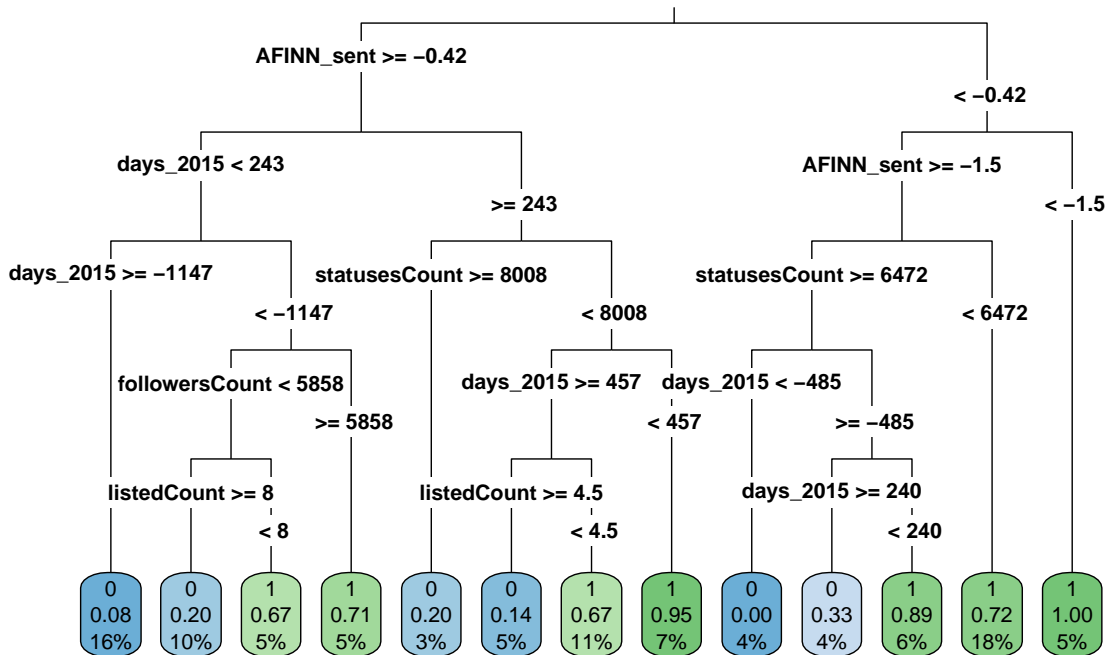 AFINN_sent >= −0.42
< −0.42
days_2015 < 243
AFINN_sent >= −1.5
>= 243
< −1.5
days_2015 >= −1147
statusesCount >= 8008
statusesCount >= 6472
< −1147
< 8008
< 6472
followersCount < 5858
days_2015 >= 457
days_2015 < −485
>= 5858
< 457
>= −485
listedCount >= 8
listedCount >= 4.5
days_2015 >= 240
< 8
< 4.5
< 240
0 0 1 1 0 0 1 1 0 0 1 1 1
0.08 0.20 0.67 0.71 0.20 0.14 0.67 0.95 0.00 0.33 0.89 0.72 1.00
16% 10% 5% 5% 3% 5% 11% 7% 4% 4% 6% 18% 5%